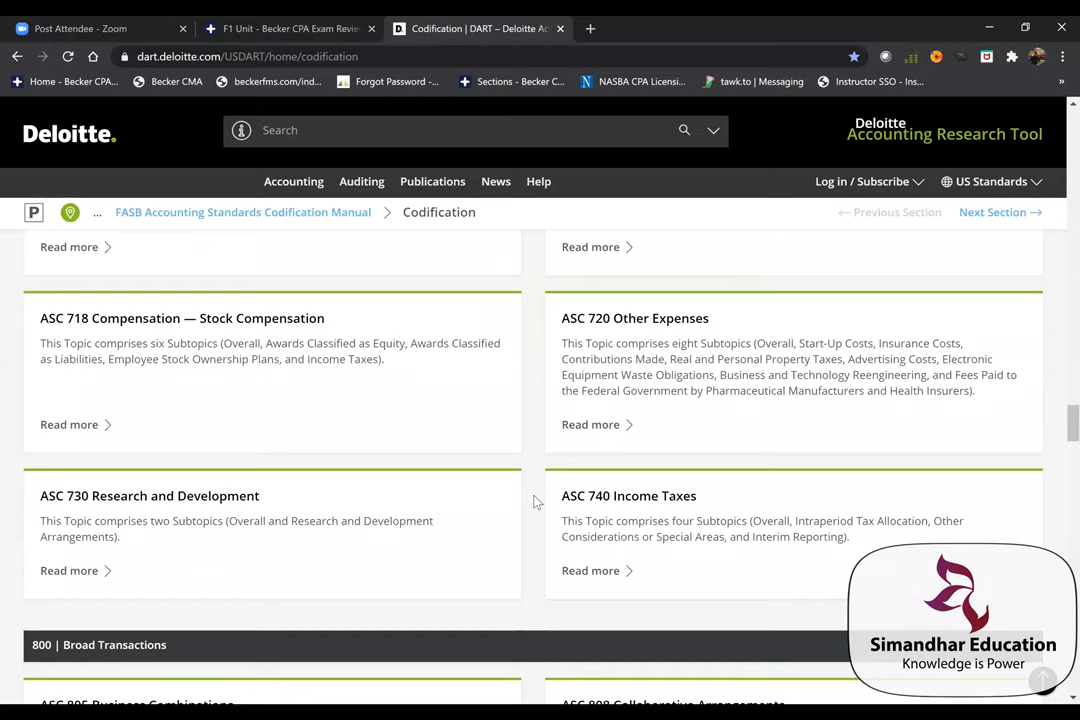 Post Attendee - Zoom
F1 Unit - Becker CPA Exam Revie
Codification | DART – Deloitte Ac
dart.deloitte.com/USDART/home/codification
Home - Becker CPA...
Becker CMA
beckerfms.com/ind...
Forgot Password -...
Sections - Becker C...
NASBA CPA Licensi...
tawk.to | Messaging
Instructor SSO - Ins...
Deloitte.
Search
Deloitte
Accounting Research Tool
Accounting
Auditing
Publications
News
Help
Log in / Subscribe
US Standards
P
... FASB Accounting Standards Codification Manual > Codification
← Previous Section
Next Section →
Read more >
Read more >
ASC 718 Compensation — Stock Compensation
This Topic comprises six Subtopics (Overall, Awards Classified as Equity, Awards Classified
as Liabilities, Employee Stock Ownership Plans, and Income Taxes).
Read more >
ASC 720 Other Expenses
This Topic comprises eight Subtopics (Overall, Start-Up Costs, Insurance Costs,
Contributions Made, Real and Personal Property Taxes, Advertising Costs, Electronic
Equipment Waste Obligations, Business and Technology Reengineering, and Fees Paid to
the Federal Government by Pharmaceutical Manufacturers and Health Insurers).
Read more >
ASC 730 Research and Development
This Topic comprises two Subtopics (Overall and Research and Development
Arrangements).
Read more >
ASC 740 Income Taxes
This Topic comprises four Subtopics (Overall, Intraperiod Tax Allocation, Other
Considerations or Special Areas, and Interim Reporting).
Read more >
800 | Broad Transactions
ASC 805 Business Combinations
ASC 808 Collaborative Arrangements
Simandhar Education
Knowledge is Power